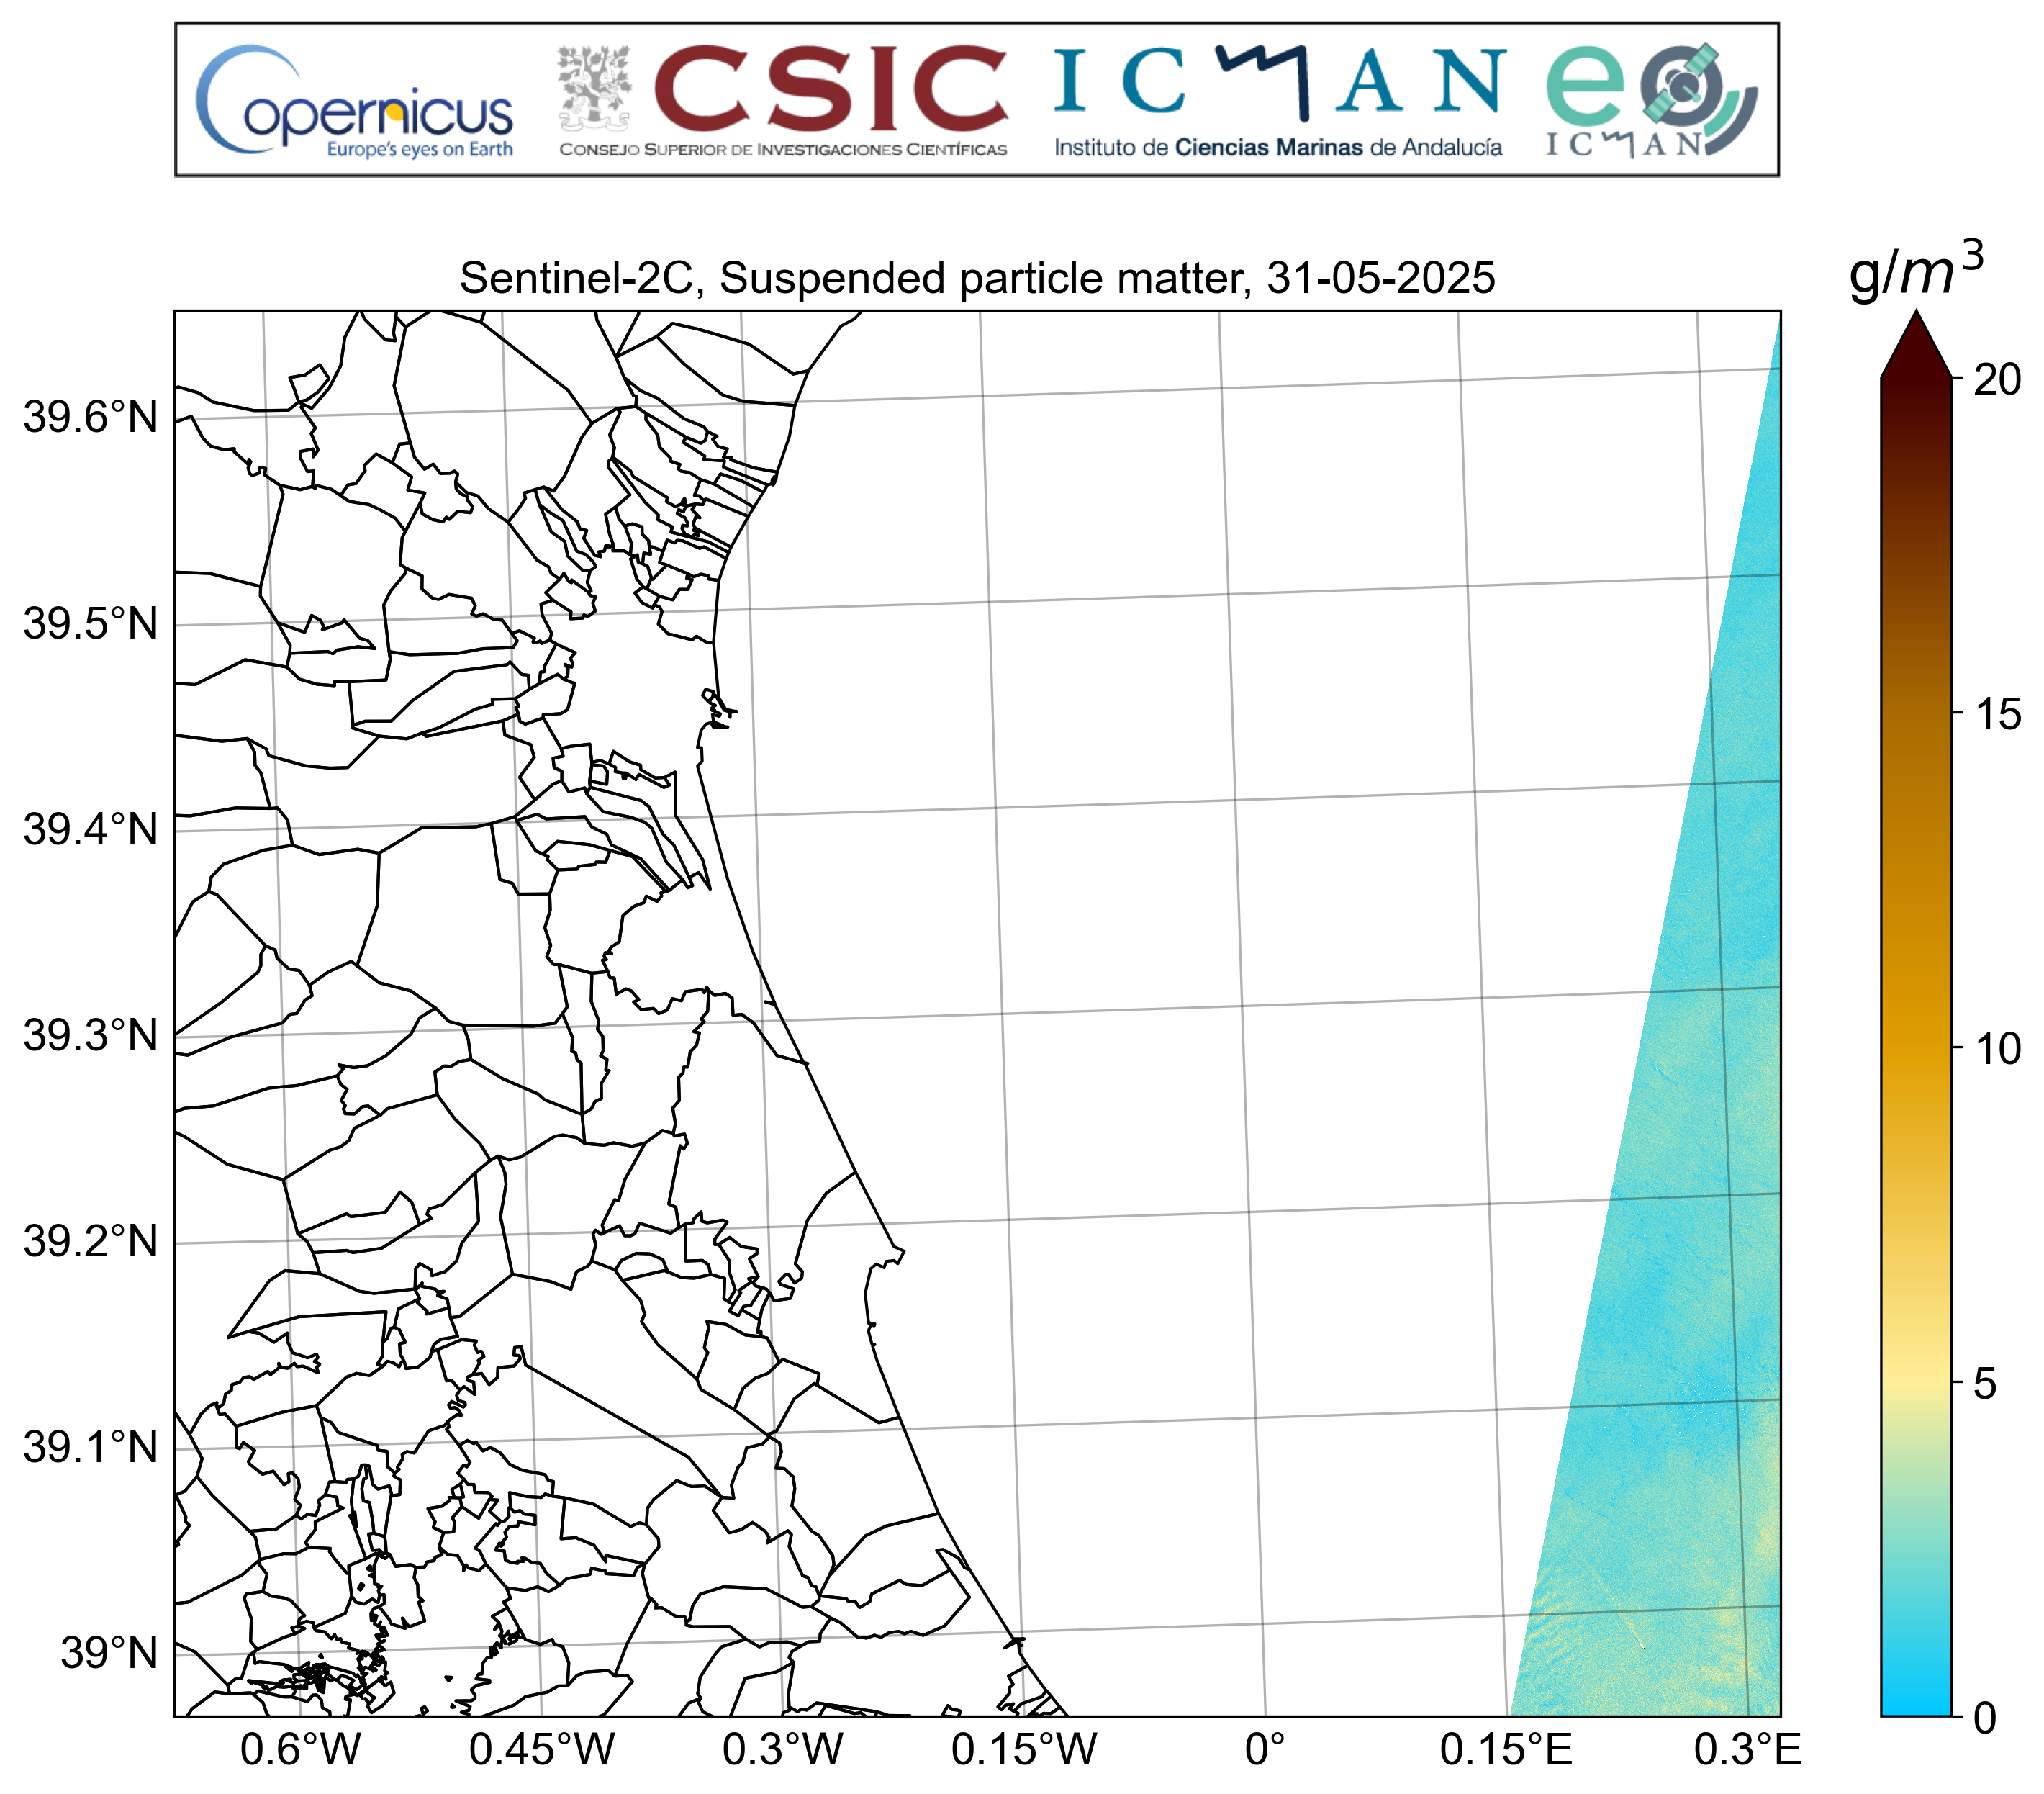 Copernicus
Europe's eyes on Earth
CSIC
CONSEJO SUPERIOR DE INVESTIGACIONES CIENTÍFICAS
ICMAN
Instituto de Ciencias Marinas de Andalucía
eo
ICMAN
Sentinel-2C, Suspended particle matter, 31-05-2025
g/m³
39.6°N
39.5°N
39.4°N
39.3°N
39.2°N
39.1°N
39°N
0.6°W 0.45°W 0.3°W 0.15°W 0° 0.15°E 0.3°E
20
15
10
5
0